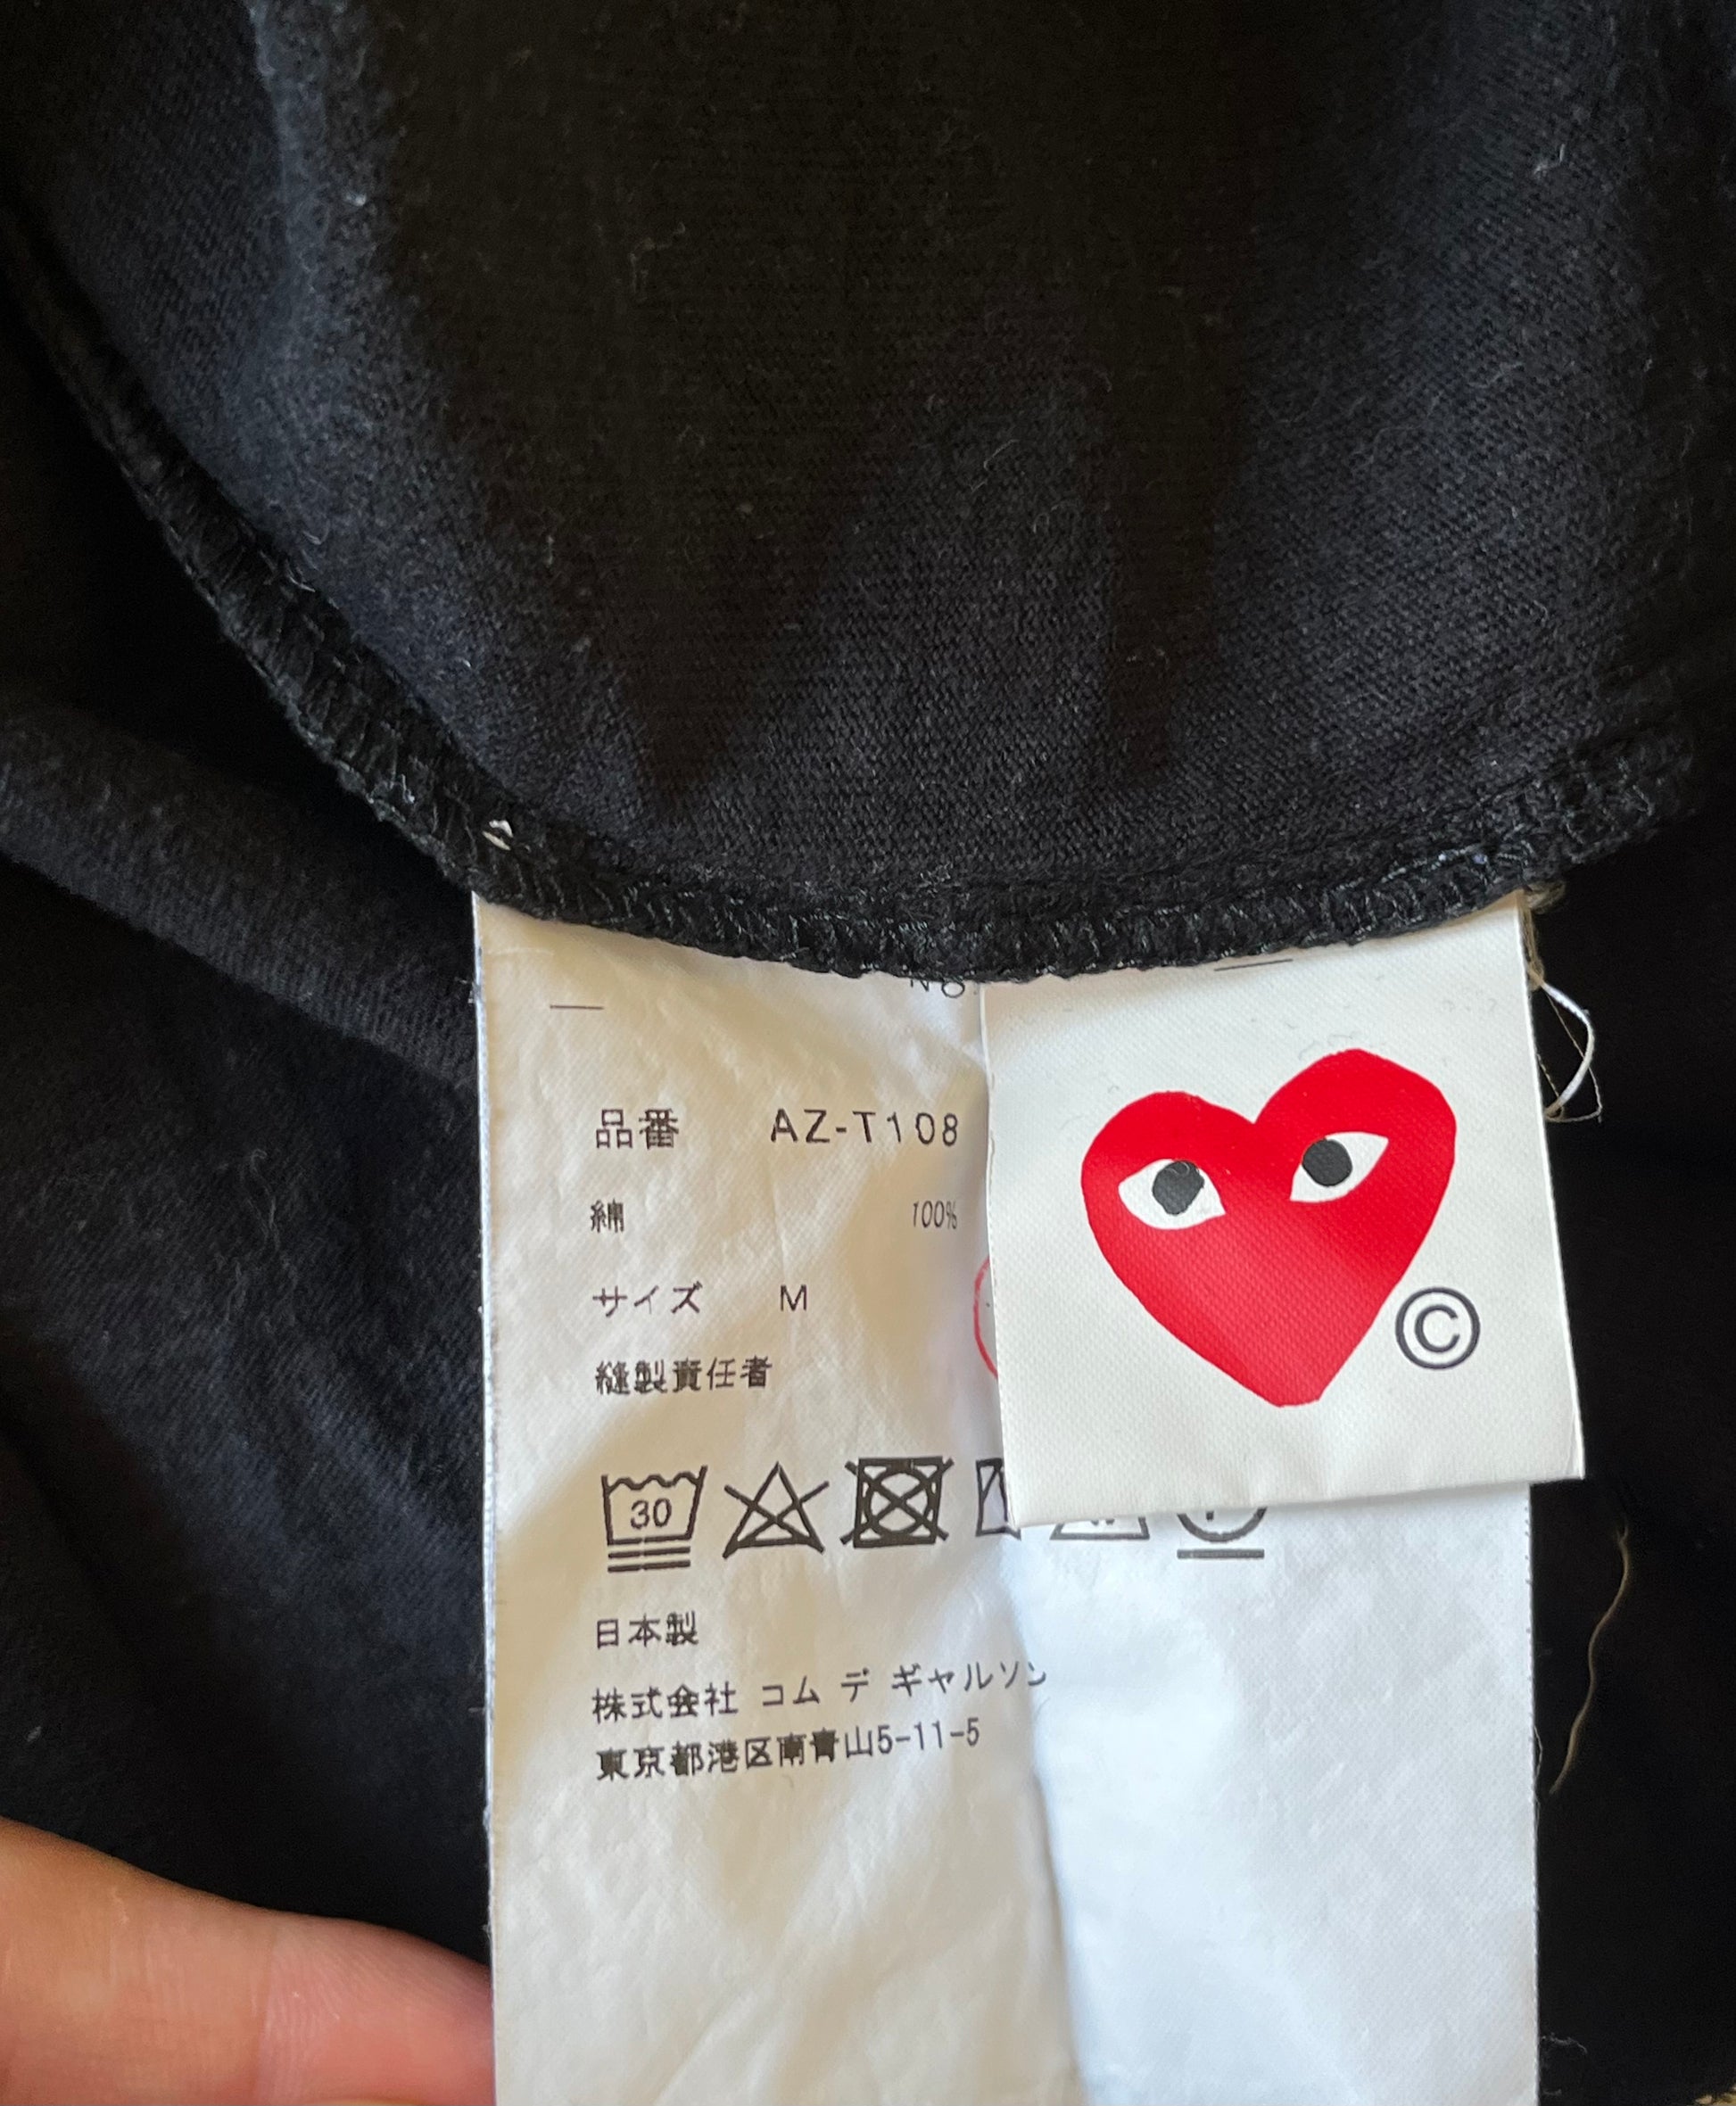 品番 AZ-T108
綿 100%
サイズ M
縫製責任者
©
30
日本製
株式会社 コム デ ギャルソン
東京都港区南青山5-11-5